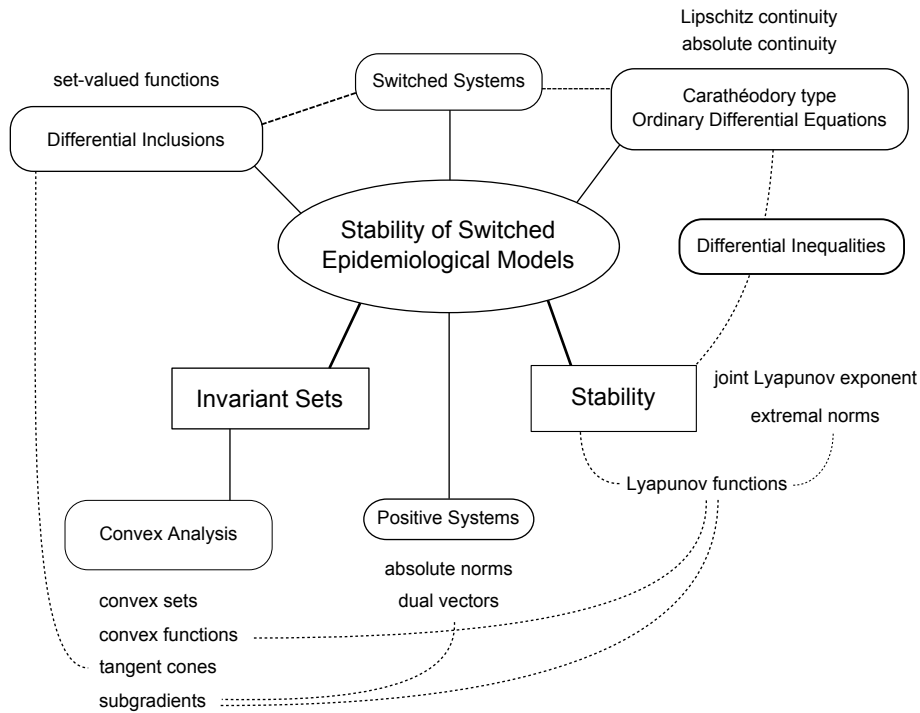 Lipschitz continuity
absolute continuity
set-valued functions
Switched Systems
Carathéodory type
Ordinary Differential Equations
Differential Inclusions
Stability of Switched
Epidemiological Models
Differential Inequalities
Invariant Sets
Stability
joint Lyapunov exponent
extremal norms
Lyapunov functions
Convex Analysis
Positive Systems
absolute norms
dual vectors
convex sets
convex functions
tangent cones
subgradients